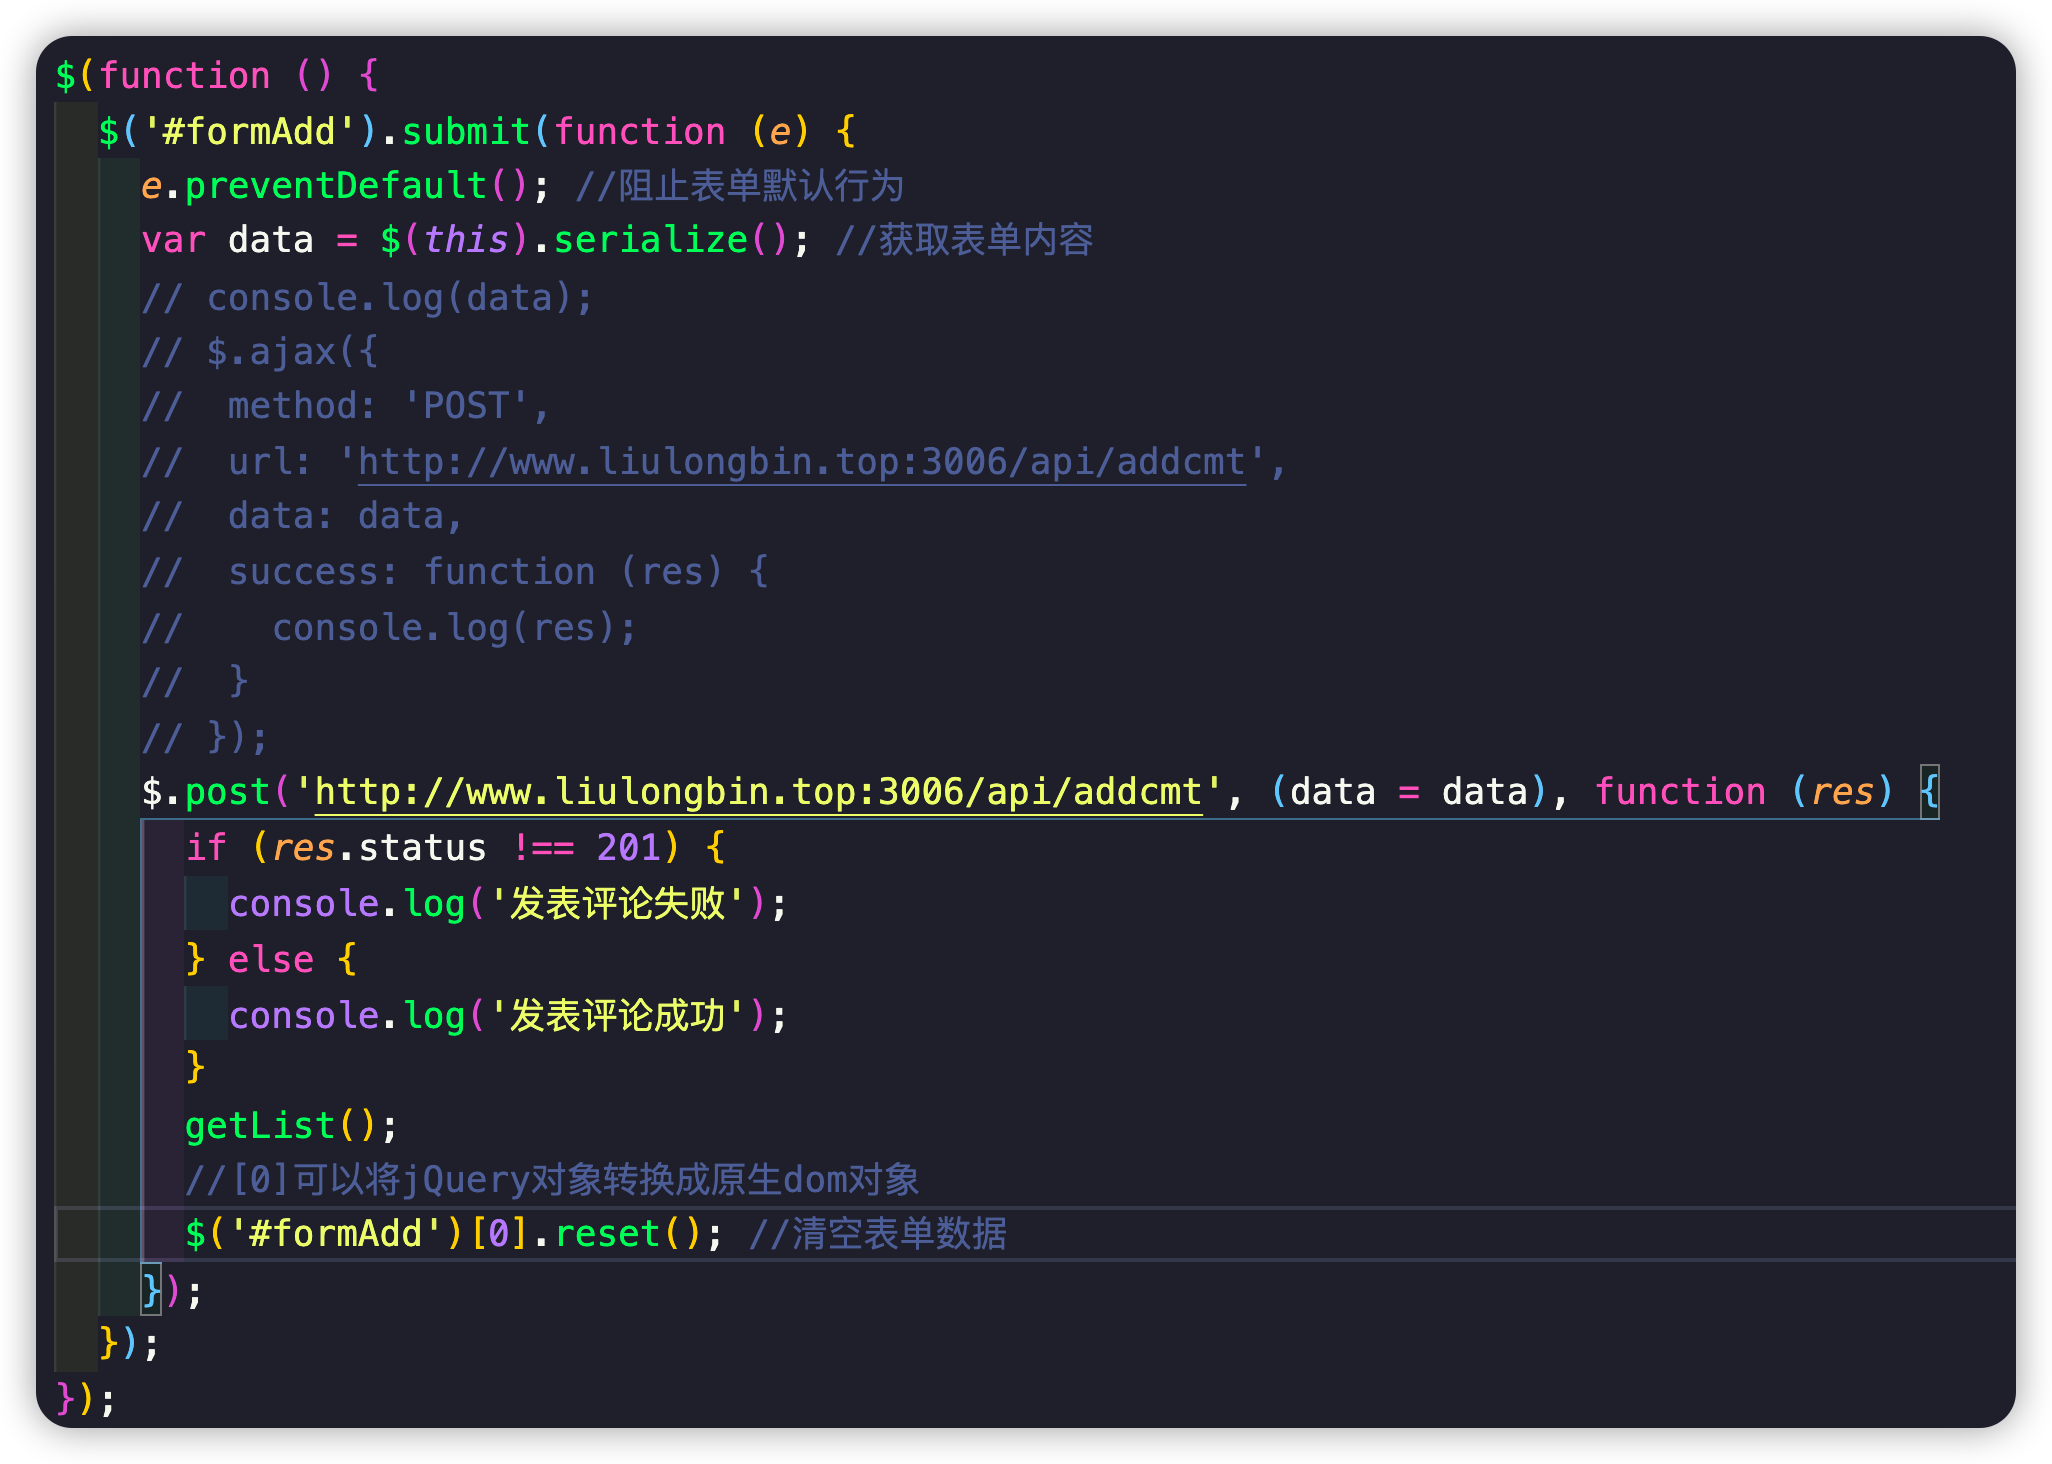 $(function () {
  $('#formAdd').submit(function (e) {
    e.preventDefault(); //阻止表单默认行为
    var data = $(this).serialize(); //获取表单内容
    // console.log(data);
    // $.ajax({
    //  method: 'POST',
    //  url: 'http://www.liulongbin.top:3006/api/addcmt',
    //  data: data,
    //  success: function (res) {
    //    console.log(res);
    //  }
    // });
    $.post('http://www.liulongbin.top:3006/api/addcmt', (data = data), function (res) {
      if (res.status !== 201) {
        console.log('发表评论失败');
      } else {
        console.log('发表评论成功');
      }
      getList();
      //[0]可以将jQuery对象转换成原生dom对象
      $('#formAdd')[0].reset(); //清空表单数据
    });
  });
});